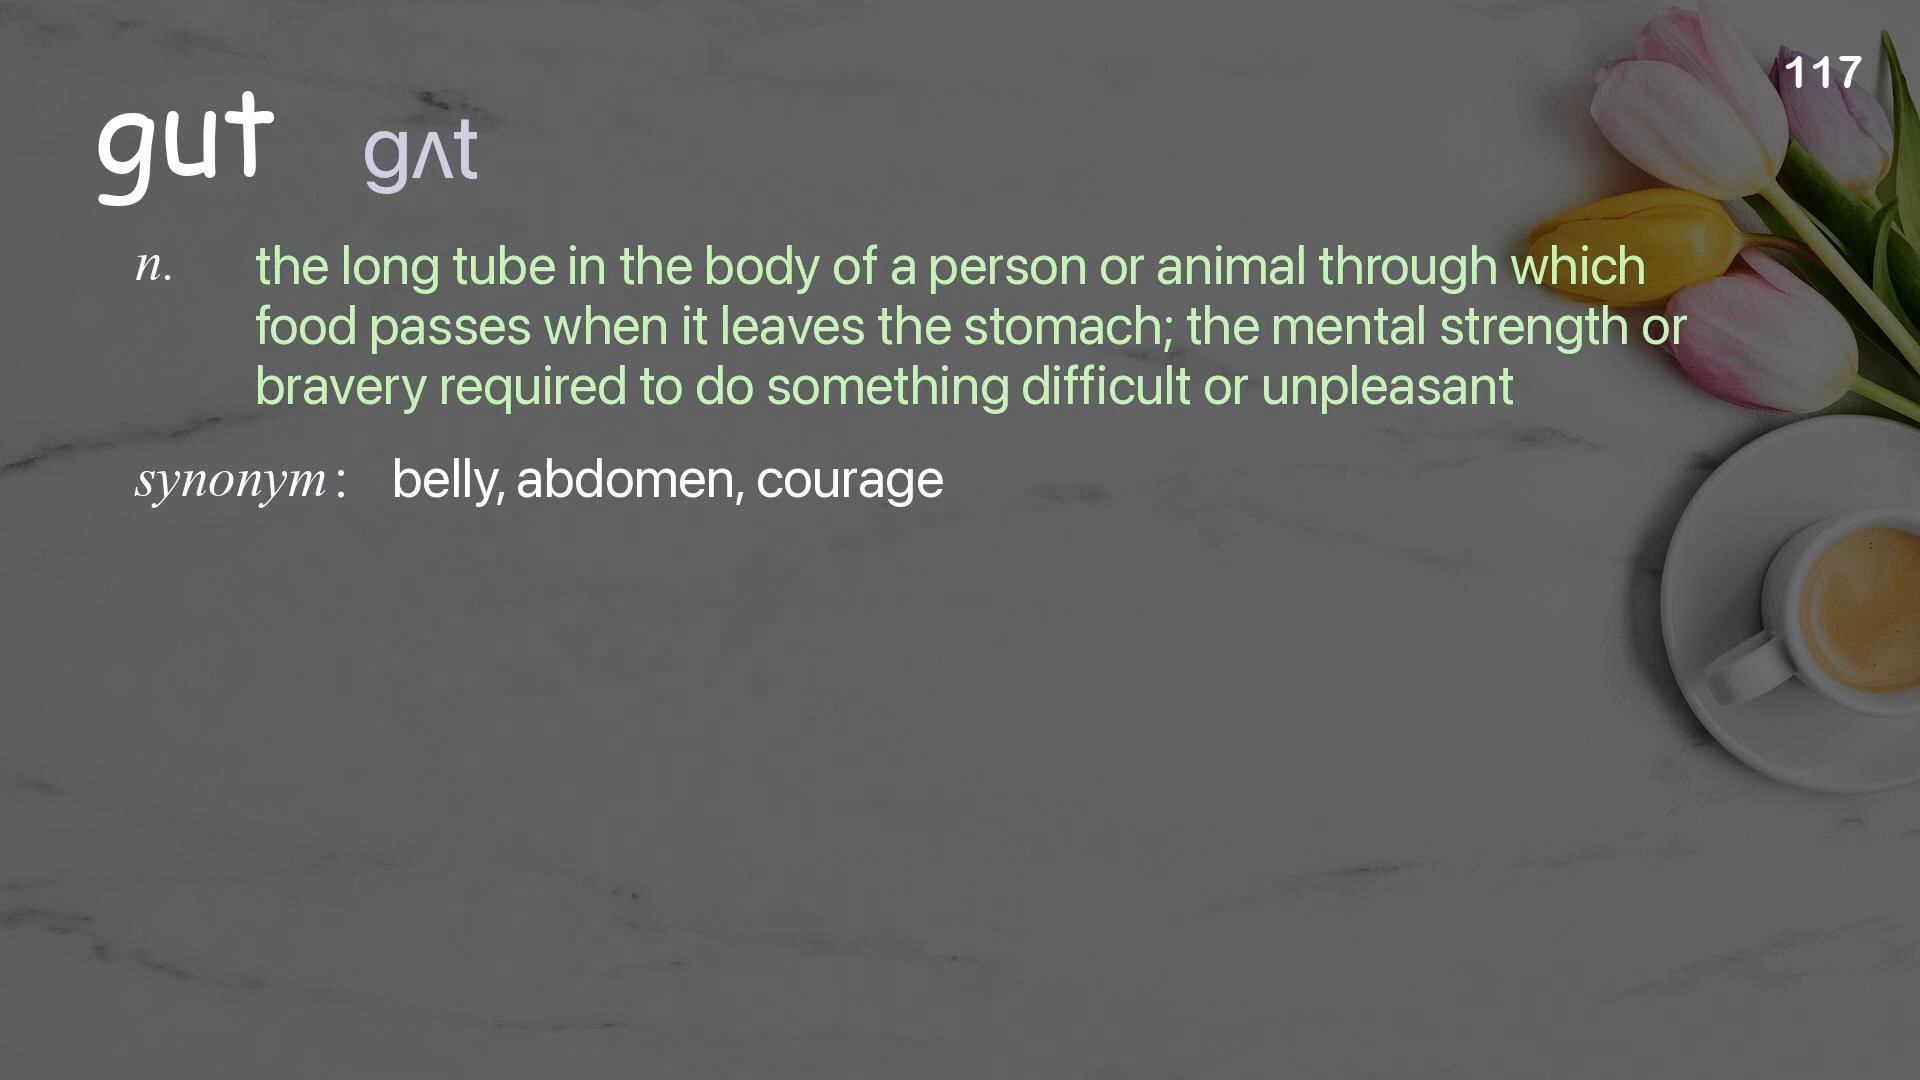 117
gut gʌt
n. the long tube in the body of a person or animal through which
food passes when it leaves the stomach; the mental strength or
bravery required to do something difficult or unpleasant
synonym : belly, abdomen, courage